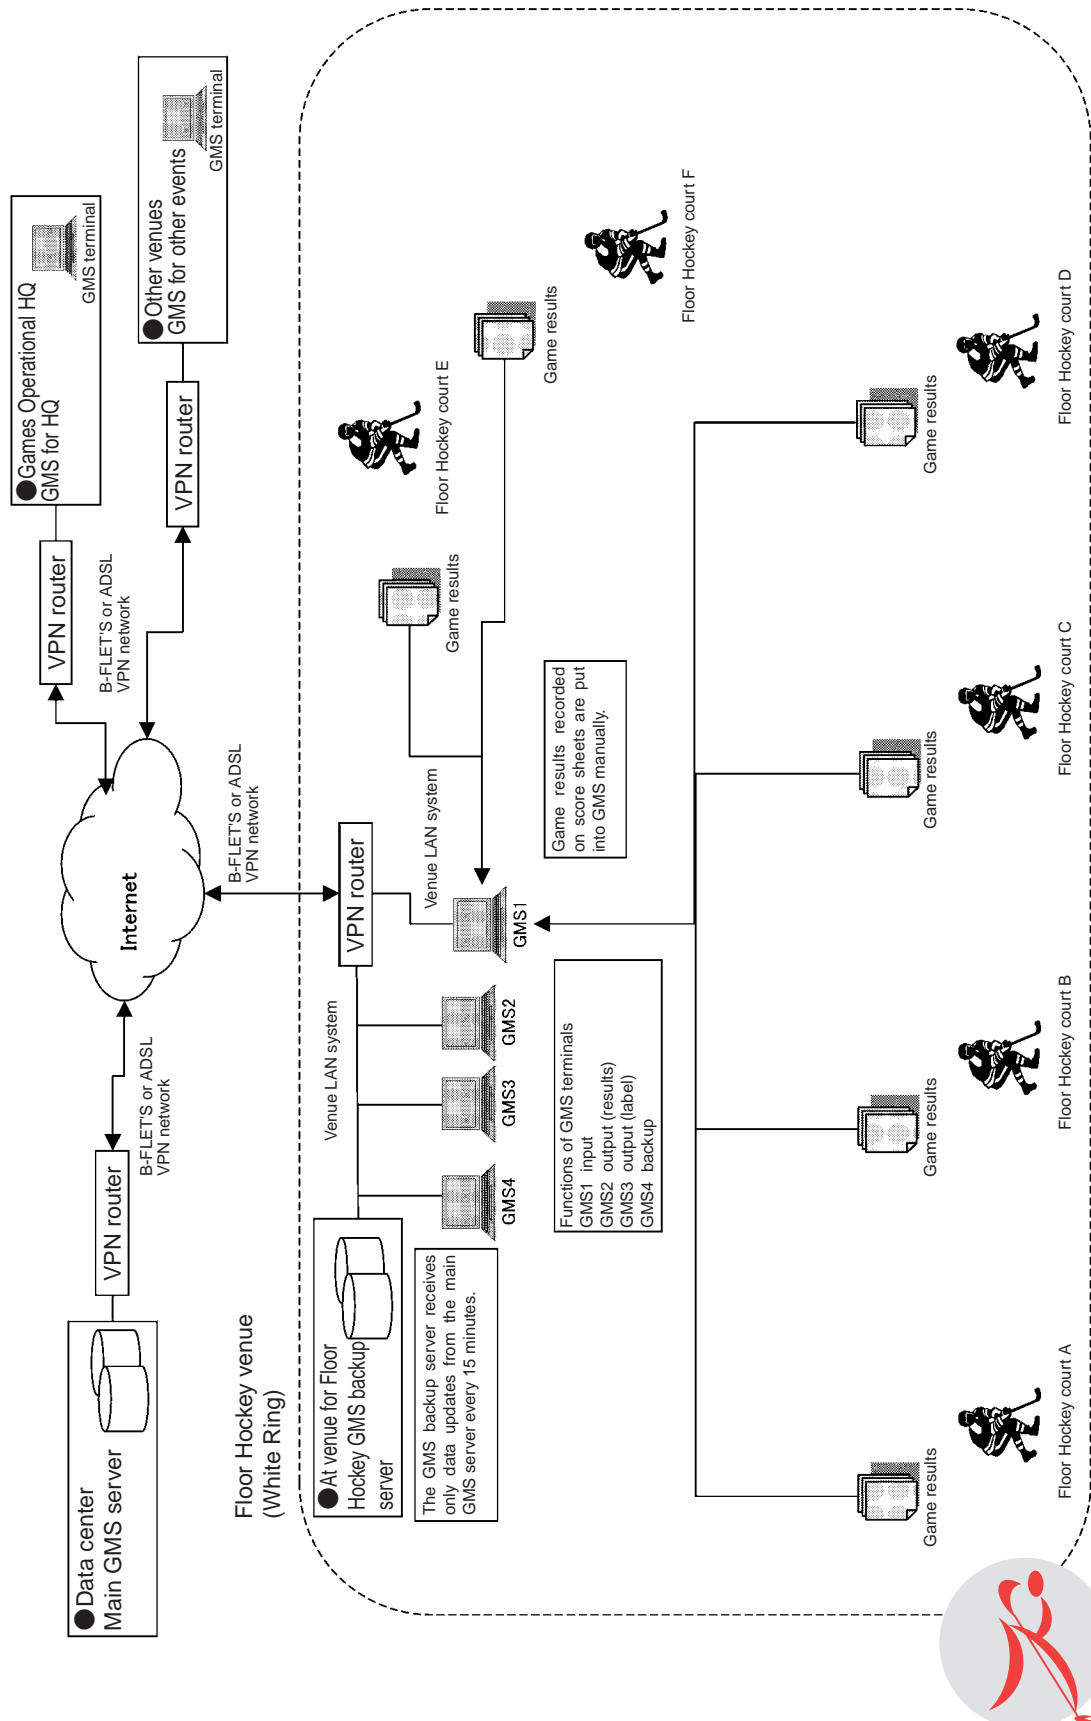 ●Data center
Main GMS server
VPN router
B-FLET'S or ADSL
VPN network
Internet
B-FLET'S or ADSL
VPN network
VPN router
●Games Operational HQ
GMS for HQ
GMS terminal
B-FLET'S or ADSL
VPN network
VPN router
●Other venues
GMS for other events
GMS terminal
Floor Hockey venue
(White Ring)
●At venue for Floor
Hockey GMS backup
server
The GMS backup server receives
only data updates from the main
GMS server every 15 minutes.
Venue LAN system
VPN router
Venue LAN system
GMS4
GMS3
GMS2
GMS1
Functions of GMS terminals
GMS1 input
GMS2 output (results)
GMS3 output (label)
GMS4 backup
Game results recorded
on score sheets are put
into GMS manually.
Game results
Floor Hockey court E
Game results
Floor Hockey court F
Game results
Floor Hockey court A
Game results
Floor Hockey court B
Game results
Floor Hockey court C
Game results
Floor Hockey court D